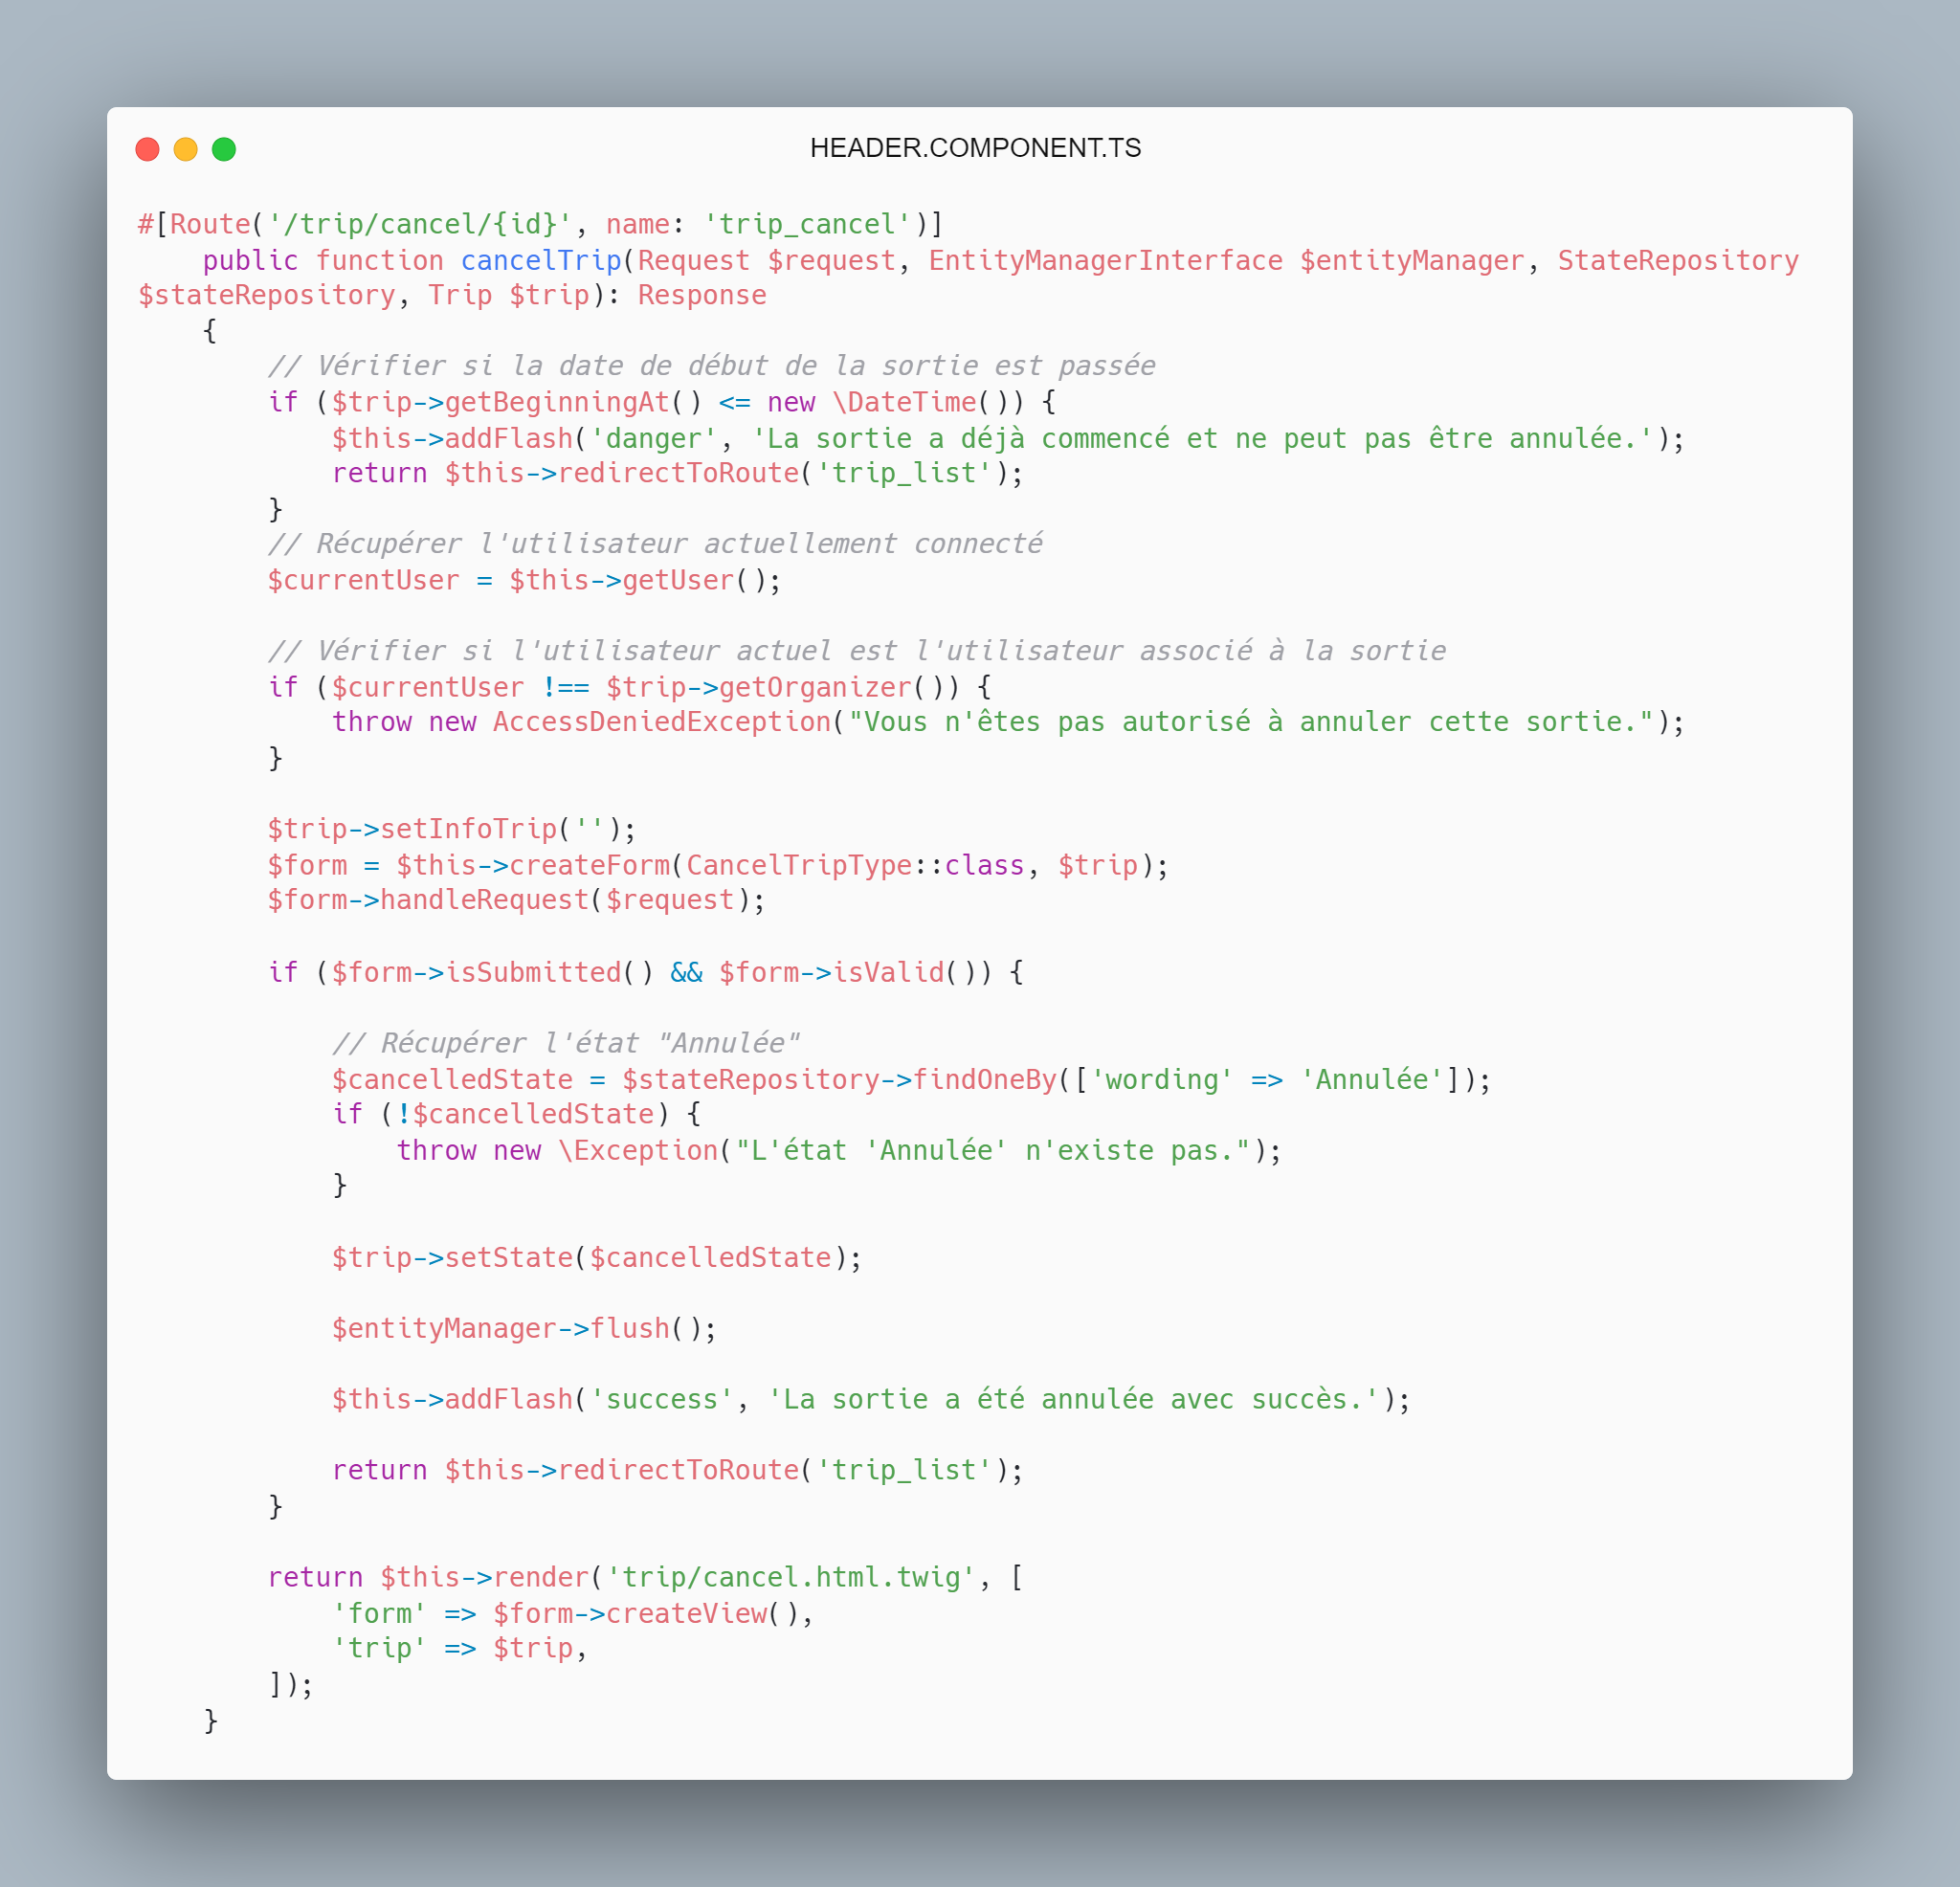 HEADER.COMPONENT.TS
#[Route('/trip/cancel/{id}', name: 'trip_cancel')]
    public function cancelTrip(Request $request, EntityManagerInterface $entityManager, StateRepository
$stateRepository, Trip $trip): Response
    {
        // Vérifier si la date de début de la sortie est passée
        if ($trip->getBeginningAt() <= new \DateTime()) {
            $this->addFlash('danger', 'La sortie a déjà commencé et ne peut pas être annulée.');
            return $this->redirectToRoute('trip_list');
        }
        // Récupérer l'utilisateur actuellement connecté
        $currentUser = $this->getUser();

        // Vérifier si l'utilisateur actuel est l'utilisateur associé à la sortie
        if ($currentUser !== $trip->getOrganizer()) {
            throw new AccessDeniedException("Vous n'êtes pas autorisé à annuler cette sortie.");
        }

        $trip->setInfoTrip('');
        $form = $this->createForm(CancelTripType::class, $trip);
        $form->handleRequest($request);

        if ($form->isSubmitted() && $form->isValid()) {

            // Récupérer l'état "Annulée"
            $cancelledState = $stateRepository->findOneBy(['wording' => 'Annulée']);
            if (!$cancelledState) {
                throw new \Exception("L'état 'Annulée' n'existe pas.");
            }

            $trip->setState($cancelledState);

            $entityManager->flush();

            $this->addFlash('success', 'La sortie a été annulée avec succès.');

            return $this->redirectToRoute('trip_list');
        }

        return $this->render('trip/cancel.html.twig', [
            'form' => $form->createView(),
            'trip' => $trip,
        ]);
    }